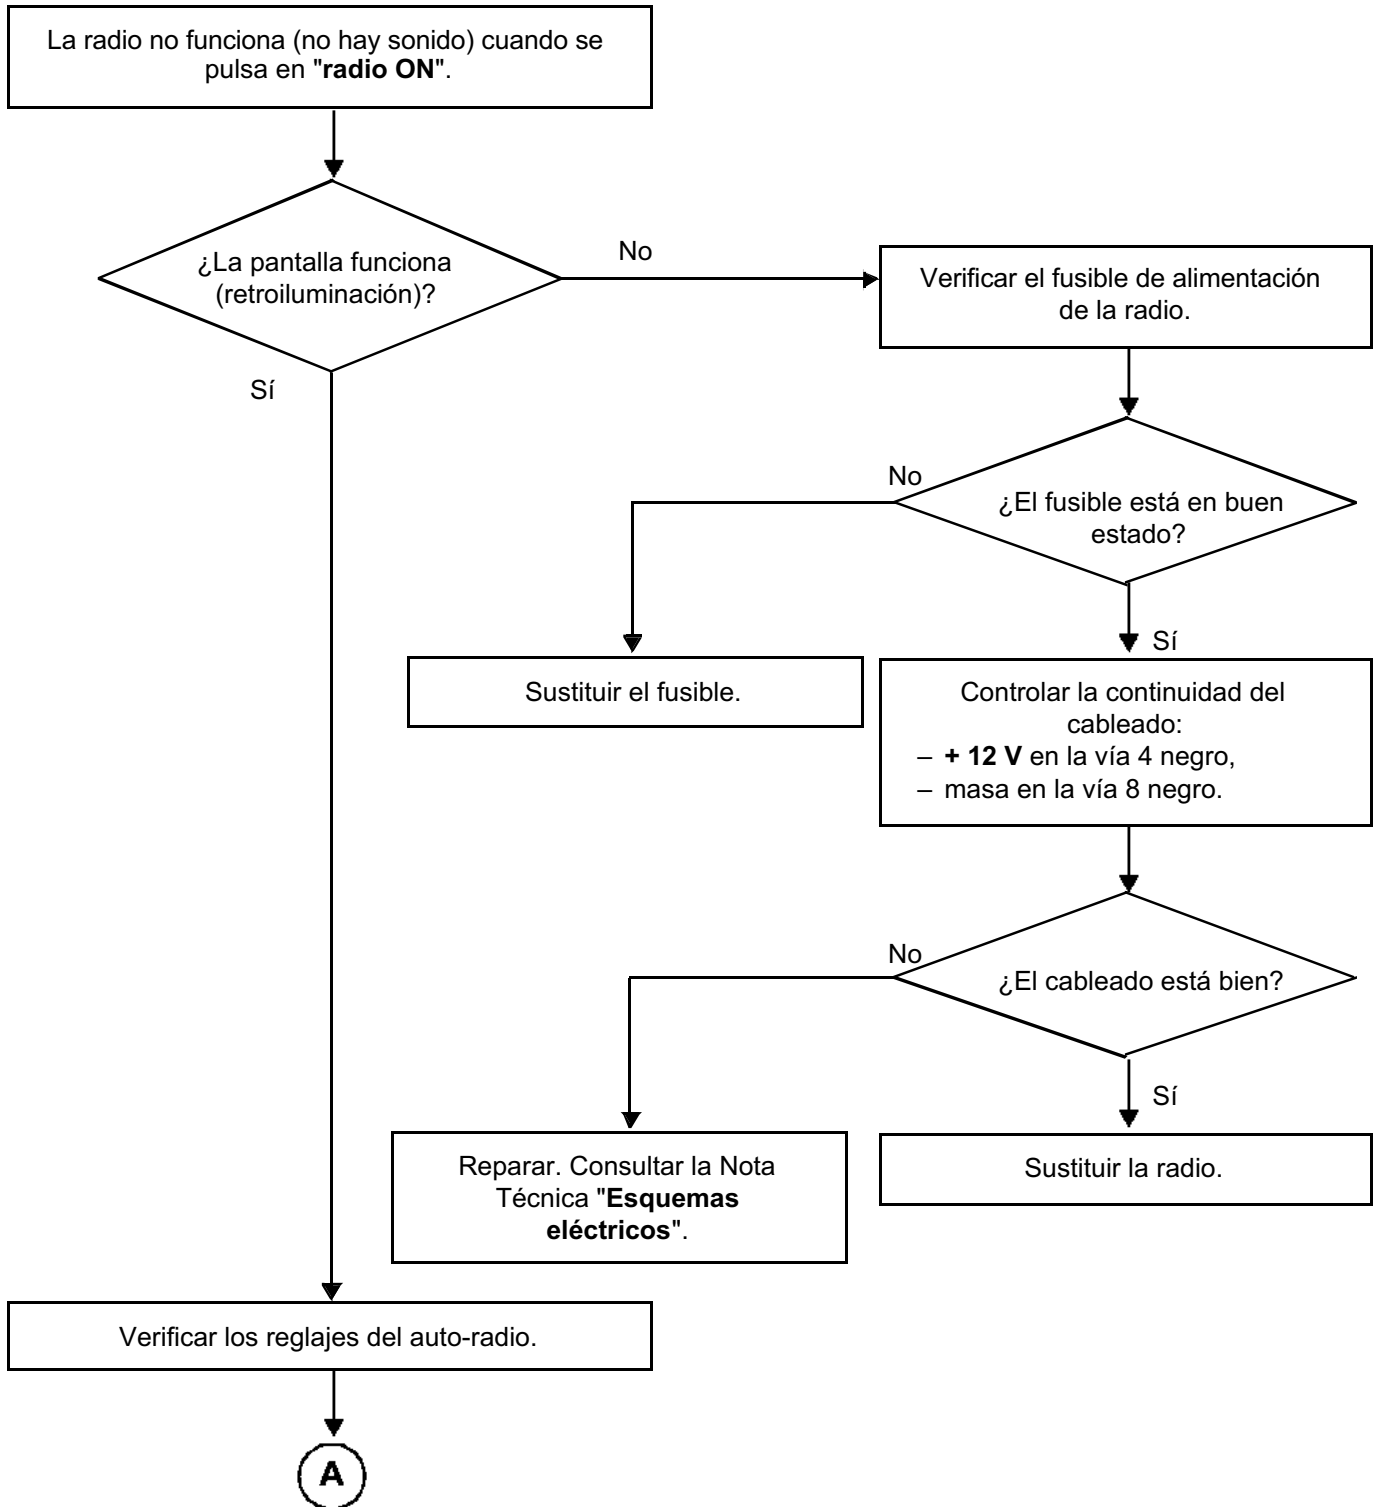 La radio no funciona (no hay sonido) cuando se
pulsa en "radio ON".
¿La pantalla funciona
(retroiluminación)?
No
Verificar el fusible de alimentación
de la radio.
Sí
No
¿El fusible está en buen
estado?
Sí
Sustituir el fusible.
Controlar la continuidad del
cableado:
– + 12 V en la vía 4 negro,
– masa en la vía 8 negro.
No
¿El cableado está bien?
Sí
Reparar. Consultar la Nota
Técnica "Esquemas
eléctricos".
Sustituir la radio.
Verificar los reglajes del auto-radio.
A